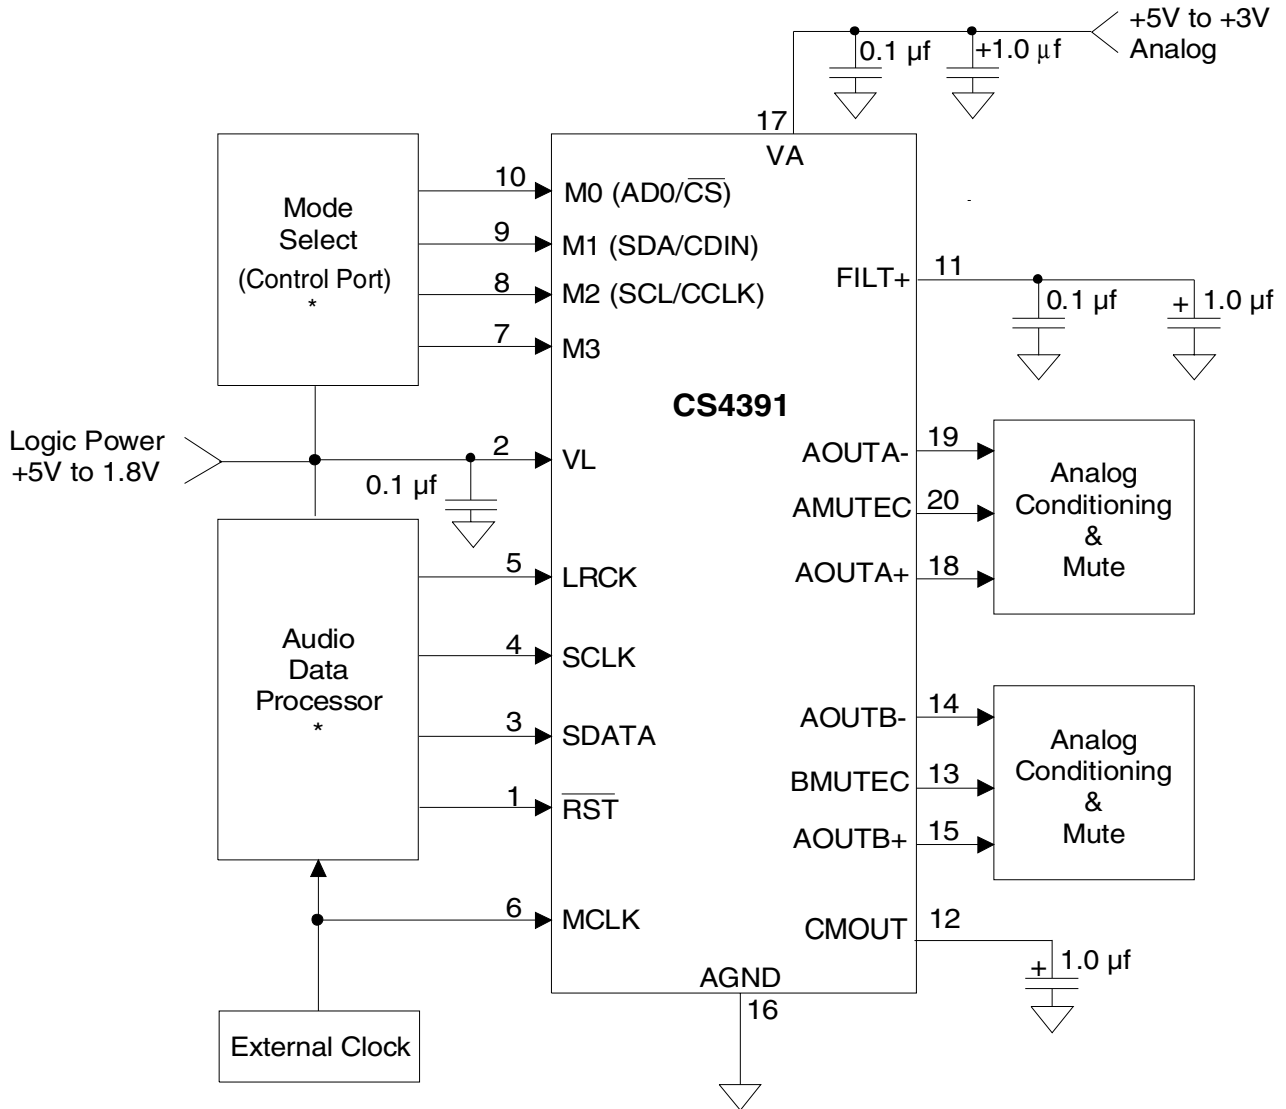 +5V to +3V
Analog
0.1 µf
+1.0 µf
17
VA
Mode
Select
(Control Port)
*
10
M0 (AD0/CS)
9
M1 (SDA/CDIN)
8
M2 (SCL/CCLK)
7
M3
FILT+
11
0.1 µf
+ 1.0 µf
CS4391
Logic Power
+5V to 1.8V
2
VL
0.1 µf
AOUTA-
19
AMUTEC
20
AOUTA+
18
Analog
Conditioning
&
Mute
Audio
Data
Processor
*
5
LRCK
4
SCLK
3
SDATA
1
RST
6
MCLK
AOUTB-
14
BMUTEC
13
AOUTB+
15
Analog
Conditioning
&
Mute
CMOUT
12
+ 1.0 µf
AGND
16
External Clock